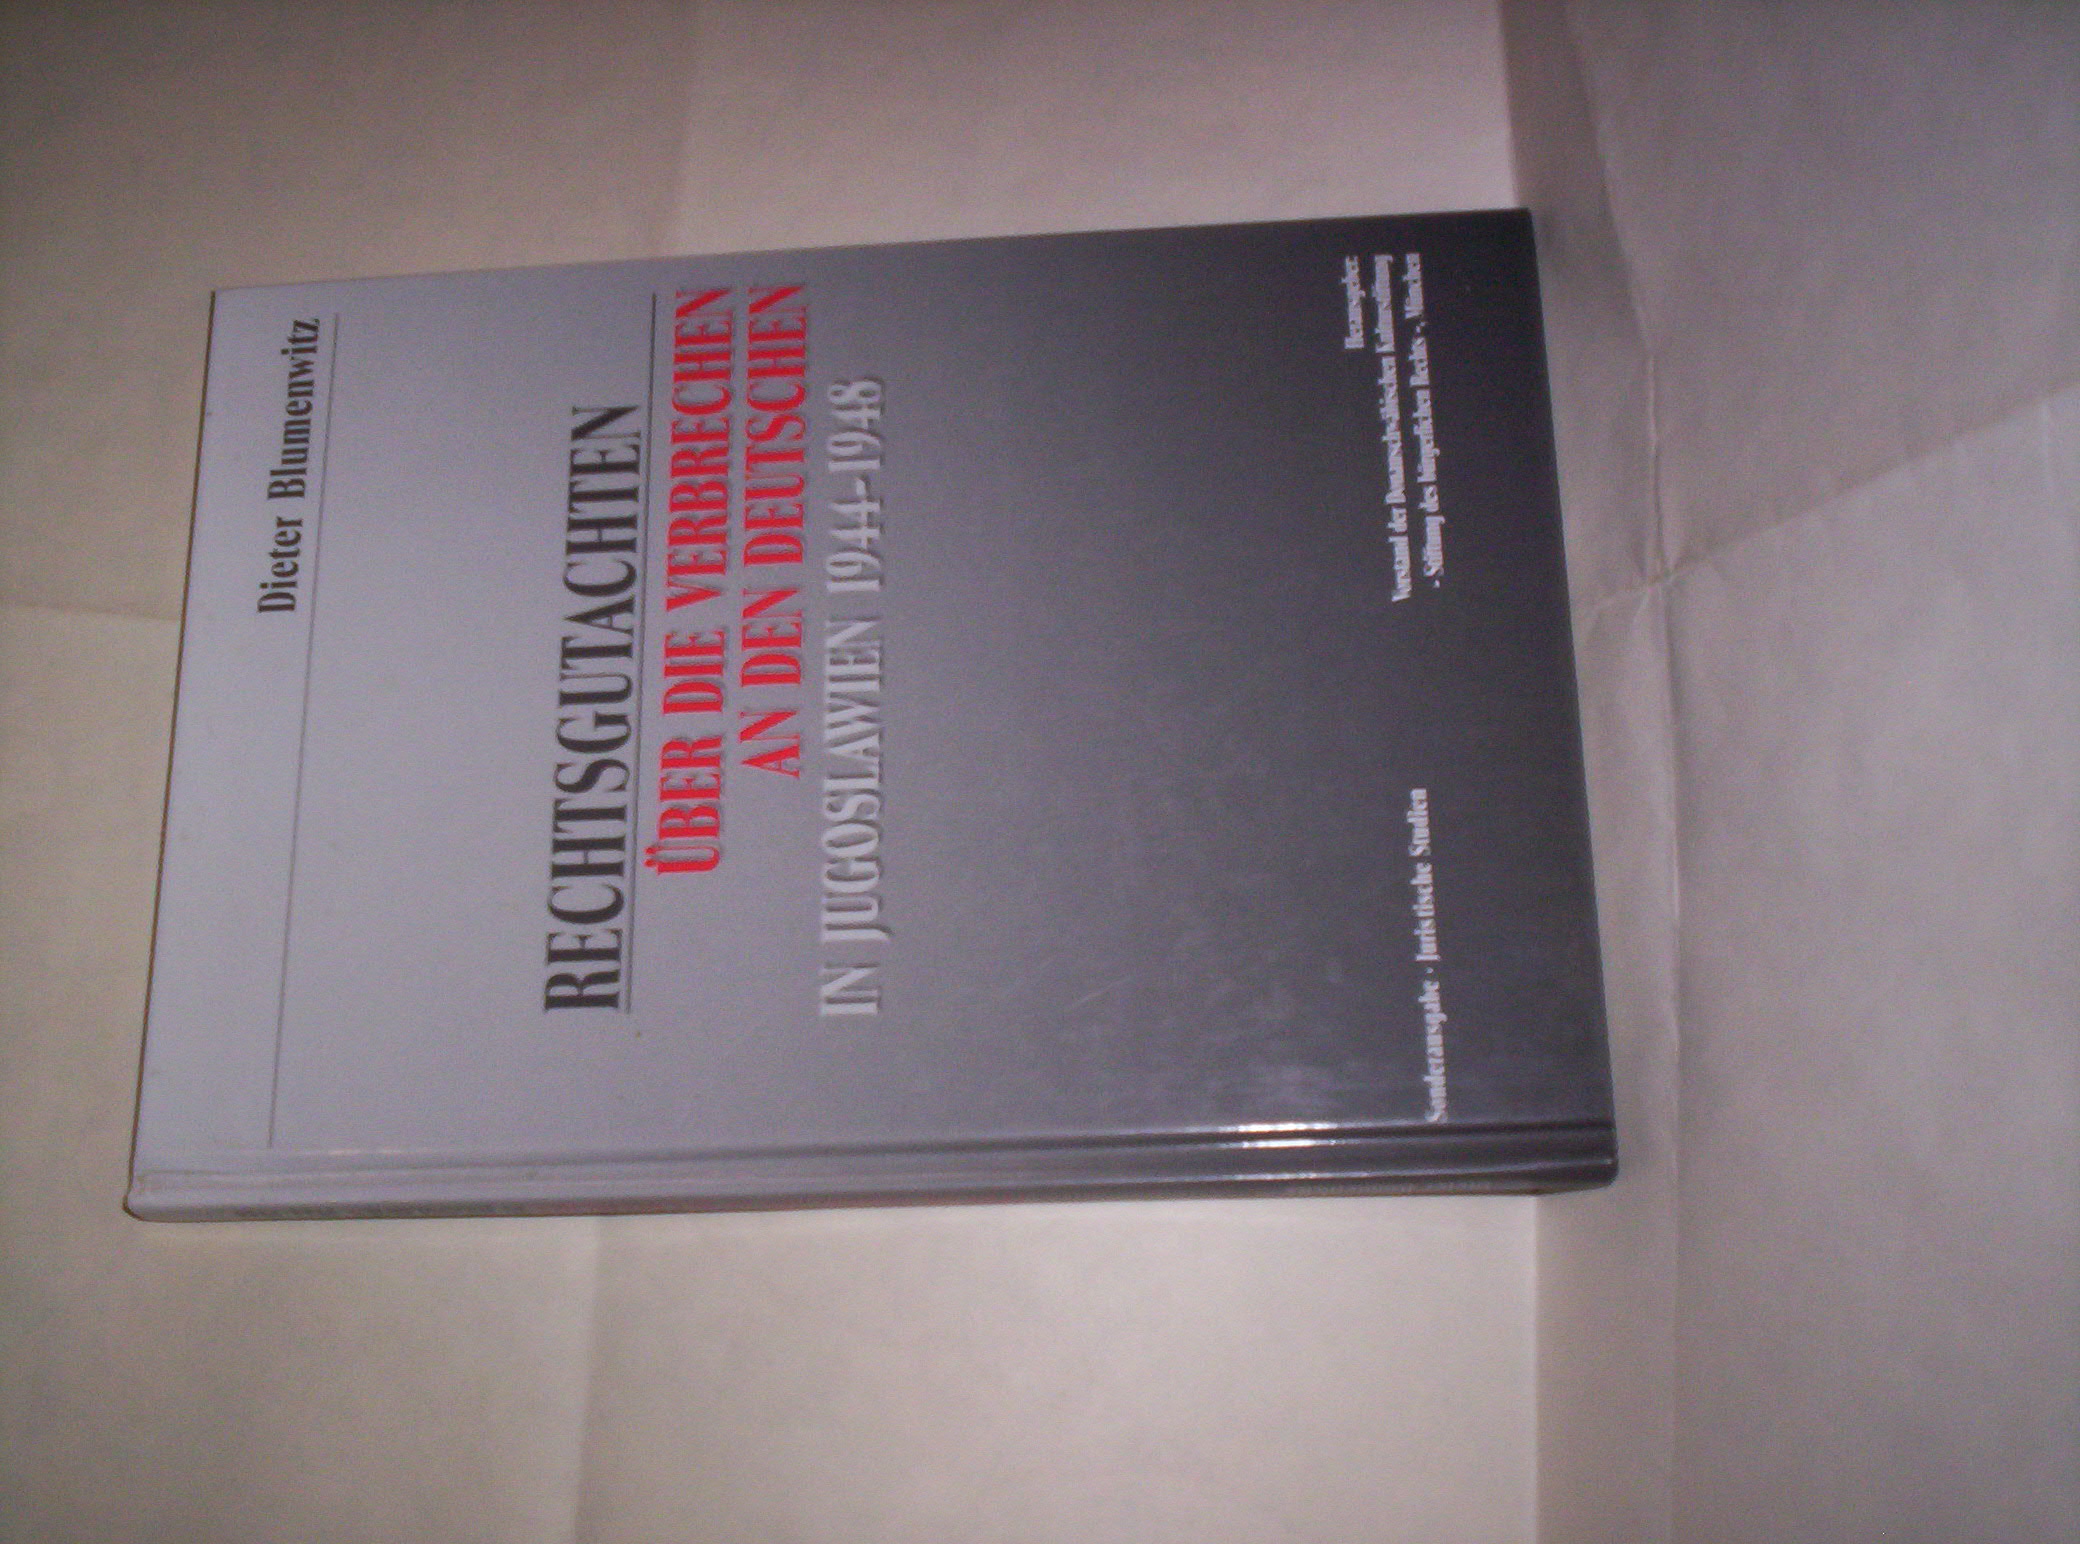 Dieter Blumenwitz
RECHTSGUTACHTEN
ÜBER DIE VERBRECHEN
AN DEN DEUTSCHEN
IN JUGOSLAWIEN 1944-1948
Herausgeber:
Vorstand der Donauschwäbischen Kulturstiftung
- Stiftung des bürgerlichen Rechts -, München
Sonderausgabe · Juristische Studien